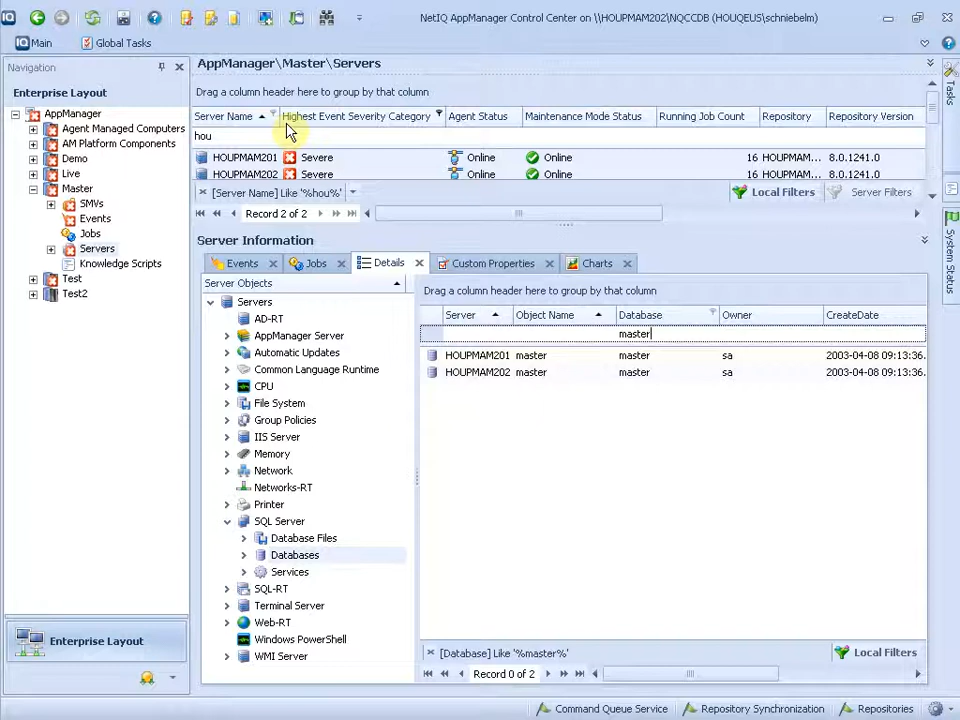 IQ
NetIQ AppManager Control Center on \\HOUPMAM202\NQCCDB (HOUQEUS\schniebelm)
IQ Main
Global Tasks
Navigation
Enterprise Layout
AppManager
Agent Managed Computers
AM Platform Components
Demo
Live
Master
SMVs
Events
Jobs
Servers
Knowledge Scripts
Test
Test2
Enterprise Layout
AppManager\Master\Servers
Drag a column header here to group by that column
Server Name Highest Event Severity Category Agent Status Maintenance Mode Status Running Job Count Repository Repository Version
hou
HOUPMAM201 Severe Online Online 16 HOUPMAM... 8.0.1241.0
HOUPMAM202 Severe Online Online 16 HOUPMAM... 8.0.1241.0
[Server Name] Like '%hou%' Local Filters Server Filters
Record 2 of 2
Server Information
Events Jobs Details Custom Properties Charts
Server Objects
Servers
AD-RT
AppManager Server
Automatic Updates
Common Language Runtime
CPU
File System
Group Policies
IIS Server
Memory
Network
Networks-RT
Printer
SQL Server
Database Files
Databases
Services
SQL-RT
Terminal Server
Web-RT
Windows PowerShell
WMI Server
Drag a column header here to group by that column
Server Object Name Database Owner CreateDate
master
HOUPMAM201 master master sa 2003-04-08 09:13:36.
HOUPMAM202 master master sa 2003-04-08 09:13:36.
[Database] Like '%master%' Local Filters
Record 0 of 2
Tasks
System Status
Command Queue Service Repository Synchronization Repositories